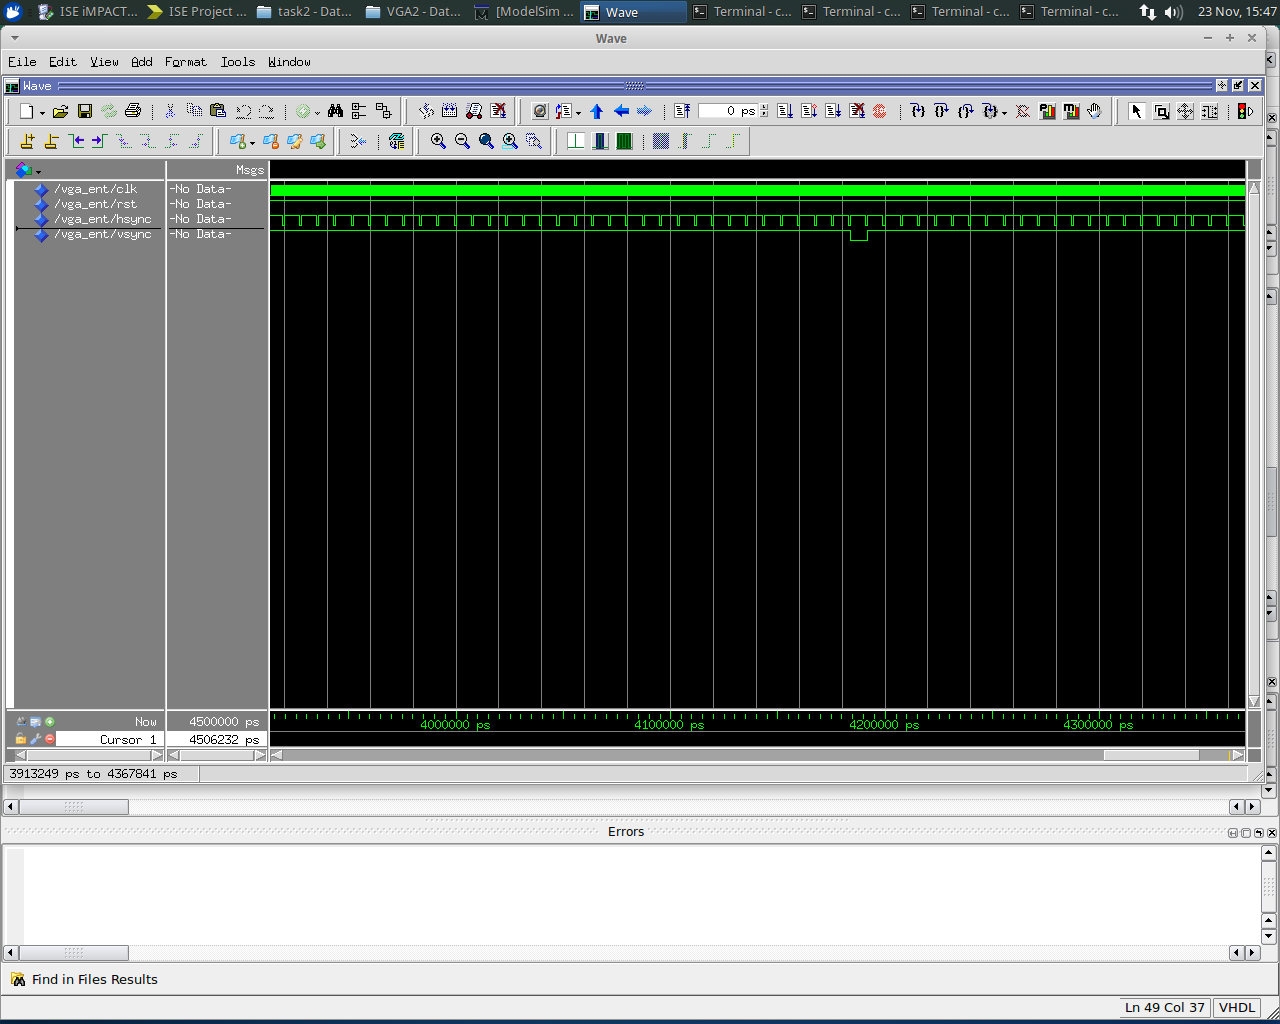 ISE iMPACT... ISE Project ... task2 - Dat... VGA2 - Dat... [ModelSim ... Wave Terminal - c... Terminal - c... Terminal - c... Terminal - c... 23 Nov, 15:47
Wave
File Edit View Add Format Tools Window
Wave
0 ps
Msgs
/vga_ent/clk -No Data-
/vga_ent/rst -No Data-
/vga_ent/hsync -No Data-
/vga_ent/vsync -No Data-
Now 4500000 ps 4000000 ps 4100000 ps 4200000 ps 4300000 ps
Cursor 1 4506232 ps
3913249 ps to 4367841 ps
Errors
Find in Files Results
Ln 49 Col 37 VHDL